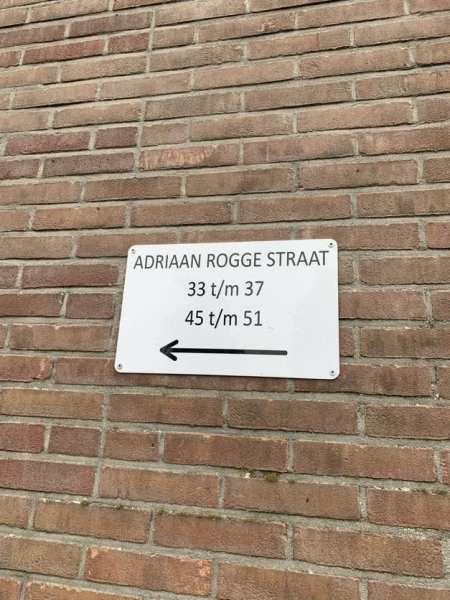 ADRIAAN ROGGE STRAAT
33 t/m 37
45 t/m 51